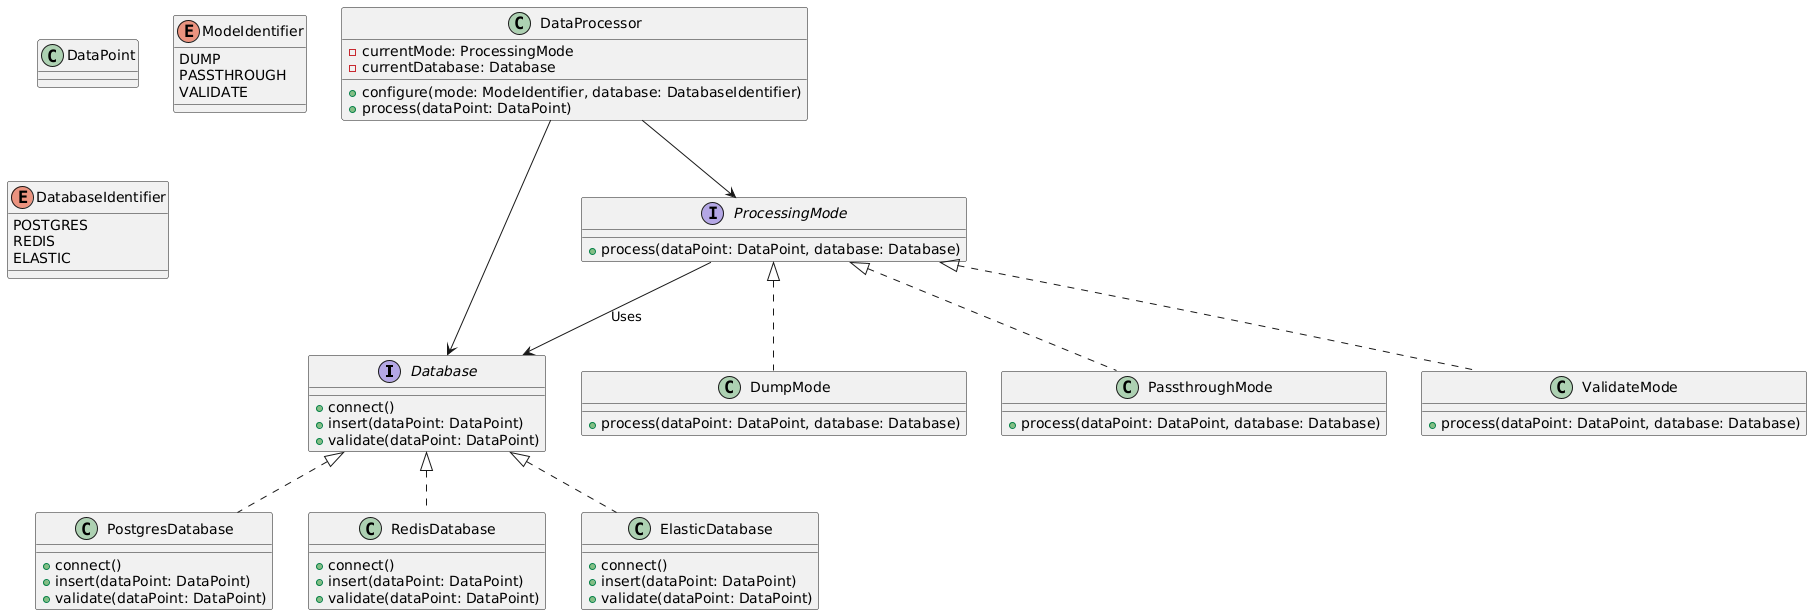 C DataPoint
E ModeIdentifier
DUMP
PASSTHROUGH
VALIDATE
C DataProcessor
currentMode: ProcessingMode
currentDatabase: Database
configure(mode: ModeIdentifier, database: DatabaseIdentifier)
process(dataPoint: DataPoint)
E DatabaseIdentifier
POSTGRES
REDIS
ELASTIC
I ProcessingMode
process(dataPoint: DataPoint, database: Database)
Uses
I Database
connect()
insert(dataPoint: DataPoint)
validate(dataPoint: DataPoint)
C DumpMode
process(dataPoint: DataPoint, database: Database)
C PassthroughMode
process(dataPoint: DataPoint, database: Database)
C ValidateMode
process(dataPoint: DataPoint, database: Database)
C PostgresDatabase
connect()
insert(dataPoint: DataPoint)
validate(dataPoint: DataPoint)
C RedisDatabase
connect()
insert(dataPoint: DataPoint)
validate(dataPoint: DataPoint)
C ElasticDatabase
connect()
insert(dataPoint: DataPoint)
validate(dataPoint: DataPoint)